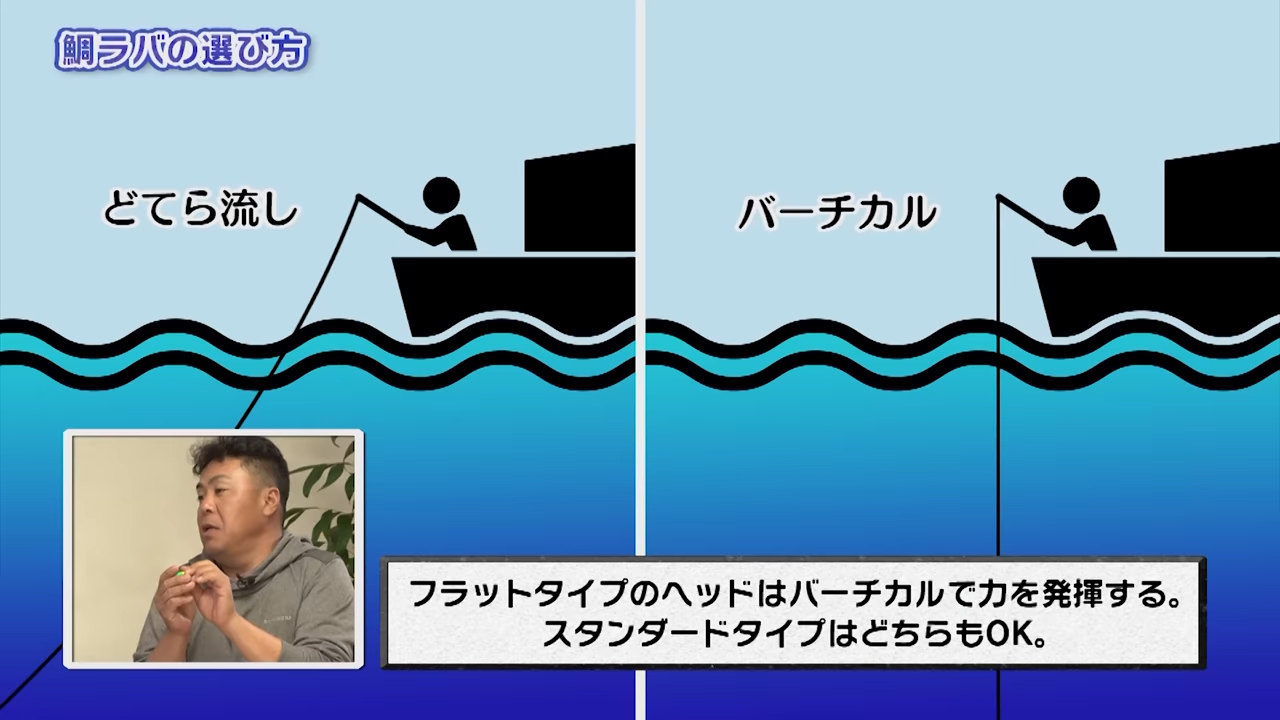 鯛ラバの選び方
どてら流し
バーチカル
フラットタイプのヘッドはバーチカルで力を発揮する。
スタンダードタイプはどちらもOK。